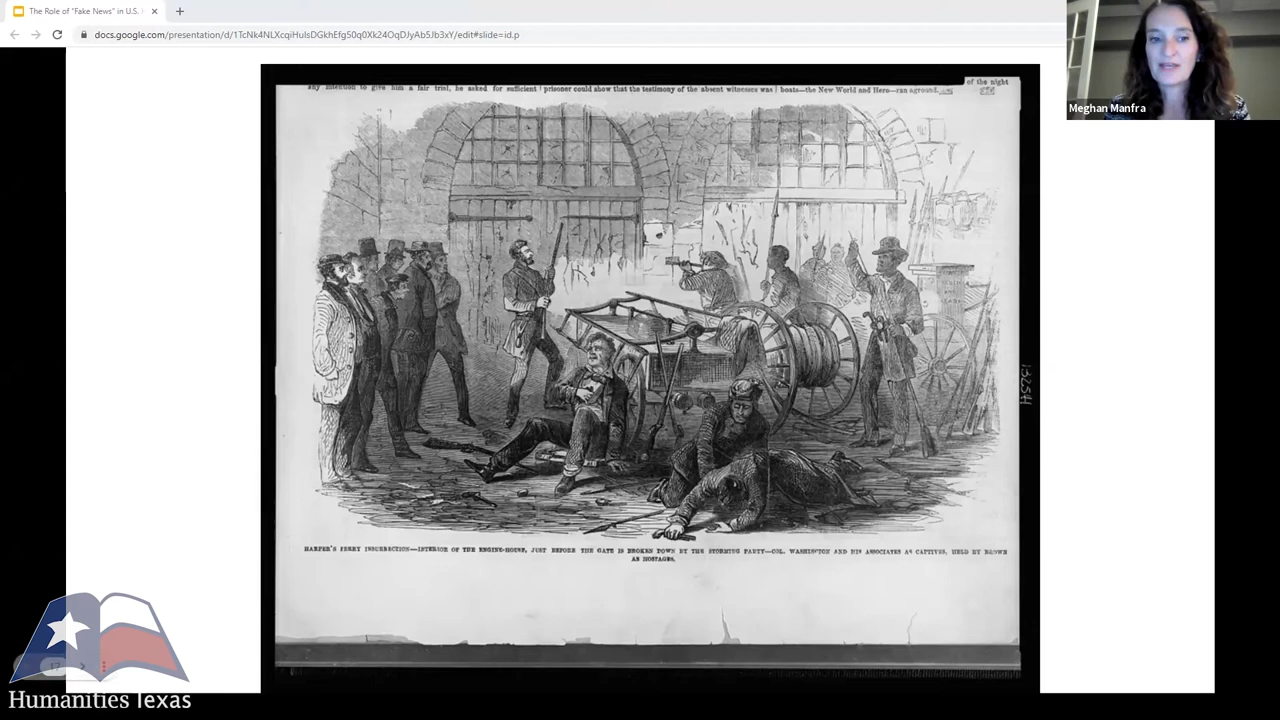 The Role of "Fake News" in U.S.
docs.google.com/presentation/d/1TcNk4NLXcqiHulsDGkhEfg50q0Xk24OqDJyAb5Jb3xY/edit#slide=id.p
Meghan Manfra
of the night
any intention to give him a fair trial, he asked for sufficient
prisoner could show that the testimony of the absent witnesses was
boats—the New World and Hero—ran aground.
132541
HARPER'S FERRY INSURRECTION—INTERIOR OF THE ENGINE-HOUSE, JUST BEFORE THE GATE IS BROKEN DOWN BY THE STORMING PARTY—COL. WASHINGTON AND HIS ASSOCIATES AS CAPTIVES, HELD BY BROWN
AS HOSTAGES.
17
Humanities Texas